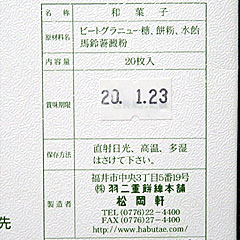 名称 和菓子
原材料名 ビートグラニュー糖、餅粉、水飴
馬鈴薯澱粉
内容量 20枚入
賞味期限 20. 1.23
保存方法 直射日光、高温、多湿
はさけて下さい。
製造者 福井市中央3丁目5番19号
㈱羽二重餅總本舗
松岡軒
TEL(0776)22-4400
FAX(0776)27-4400
http://www.habutae.com/
先